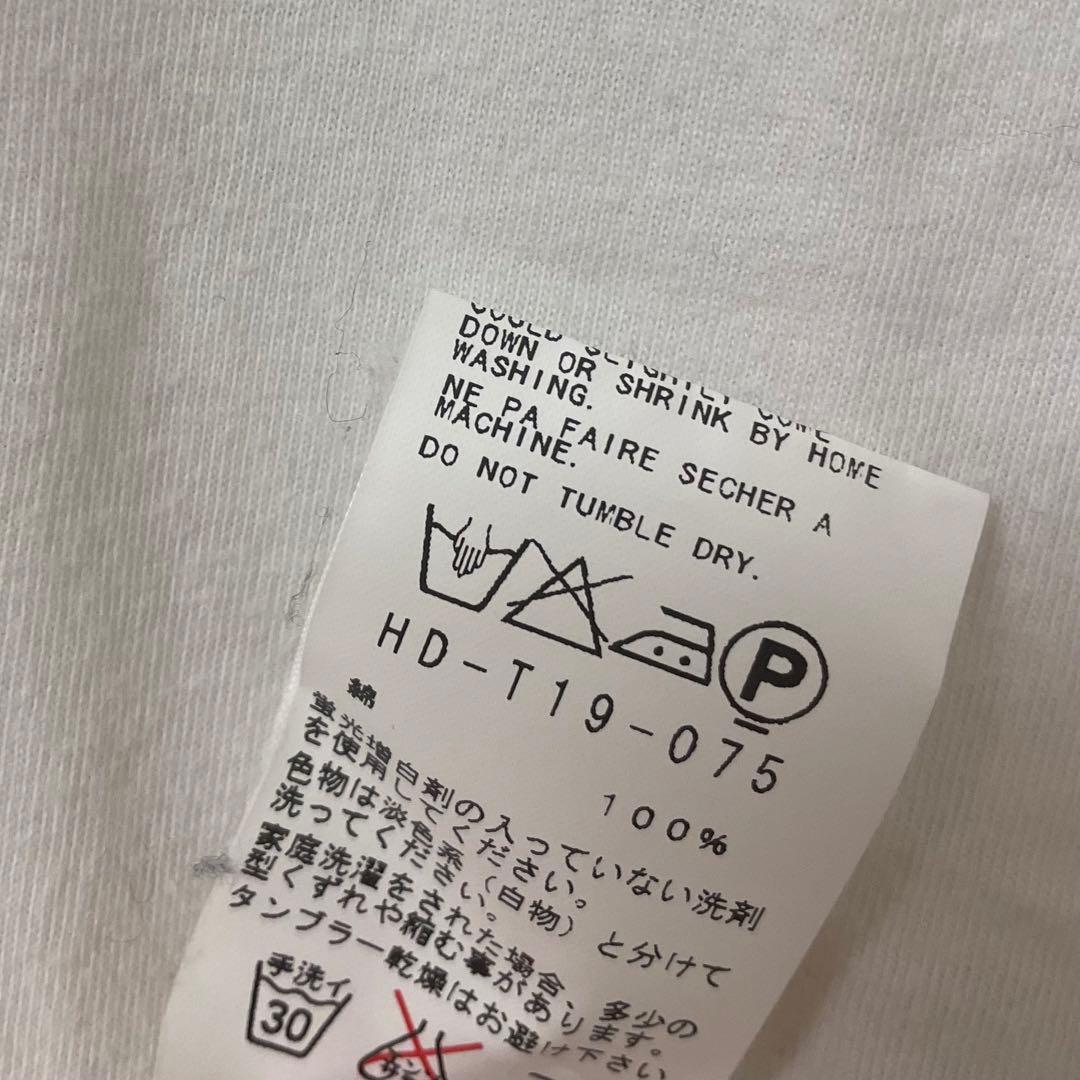 DOWN OR SHRINK BY HOME
WASHING.
NE PA FAIRE SECHER A
MACHINE.
DO NOT TUMBLE DRY.
P
HD-T19-075
綿 100%
蛍光増白剤の入っていない洗剤
を使用してください。
色物は淡色系(白物)と分けて
洗ってください。
家庭洗濯をされた場合、多少の
型くずれや縮む事があります。
タンブラー乾燥はお避け下さい
手洗イ
30